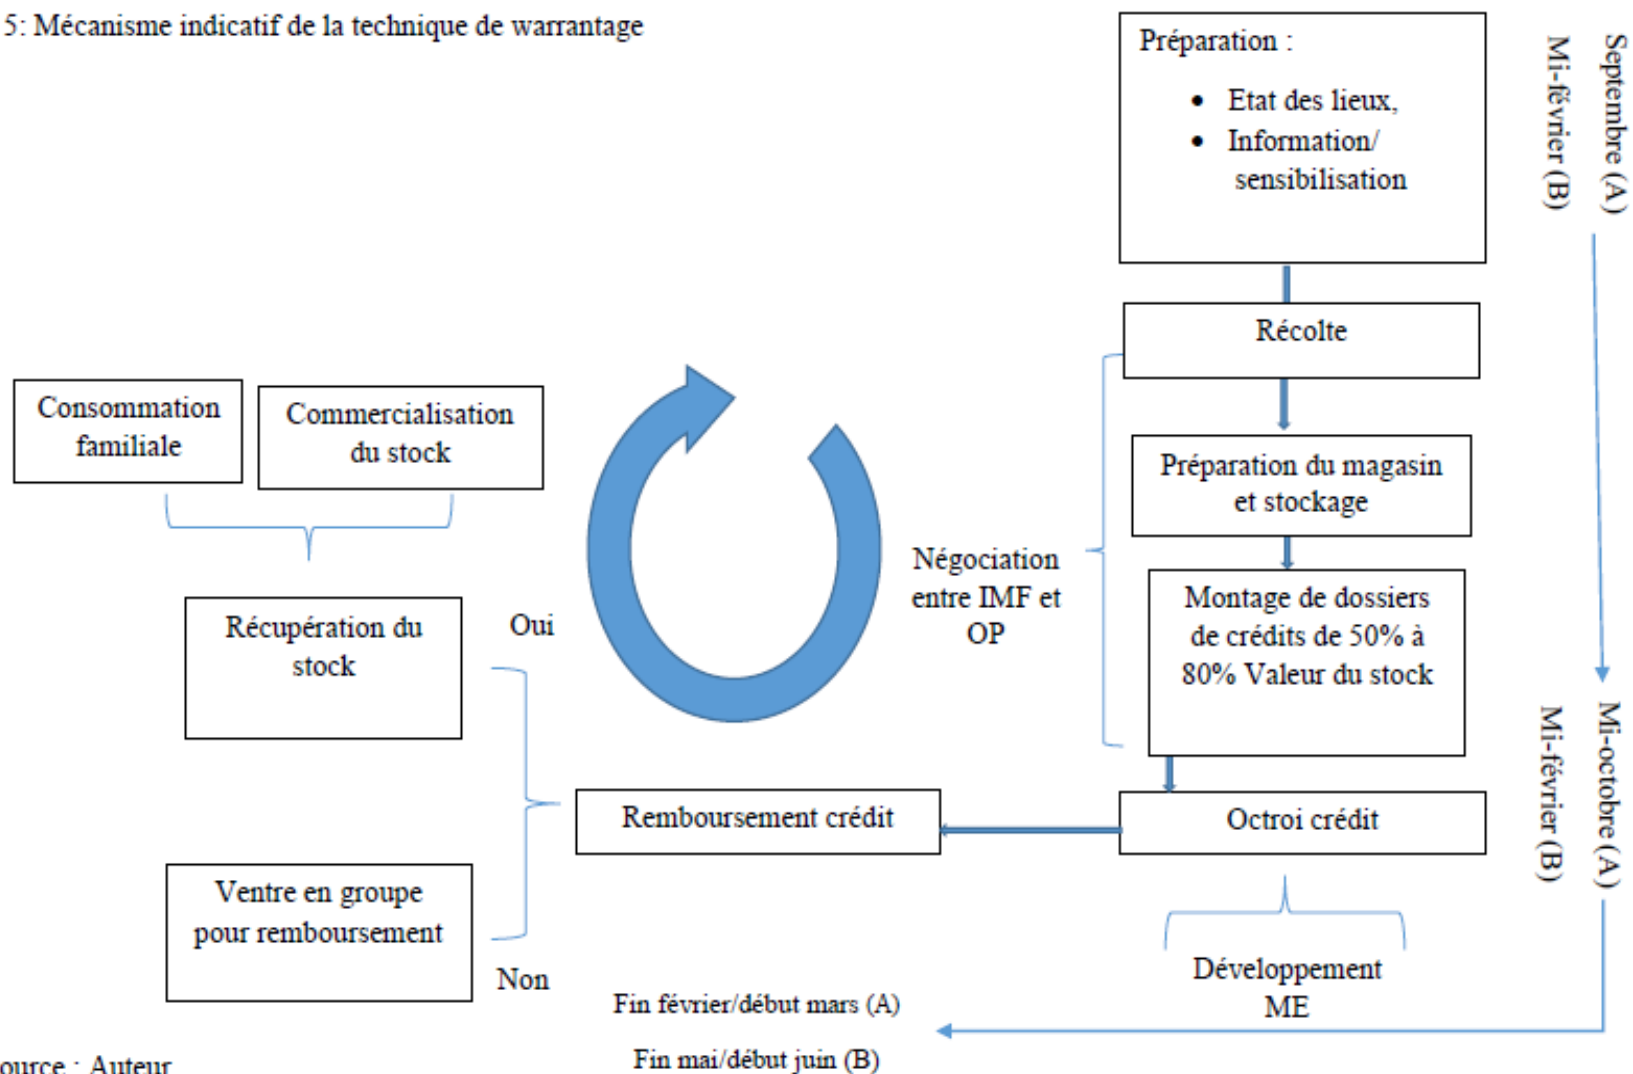 5: Mécanisme indicatif de la technique de warrantage
Préparation :
• Etat des lieux,
• Information/
sensibilisation
Septembre (A)
Mi-février (B)
Récolte
Préparation du magasin
et stockage
Montage de dossiers
de crédits de 50% à
80% Valeur du stock
Négociation
entre IMF et
OP
Mi-octobre (A)
Mi-février (B)
Octroi crédit
Développement
ME
Remboursement crédit
Consommation
familiale
Commercialisation
du stock
Récupération du
stock
Oui
Ventre en groupe
pour remboursement
Non
Fin février/début mars (A)
Fin mai/début juin (B)
ource : Auteur